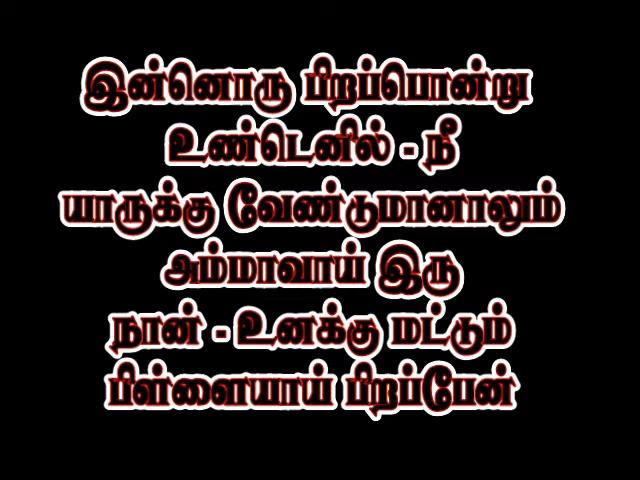 இன்னொரு பிறப்பொன்று
உண்டெனில் - நீ
யாருக்கு வேண்டுமானாலும்
அம்மாவாய் இரு
நான் - உனக்கு மட்டும்
பிள்ளையாய் பிறப்பேன்